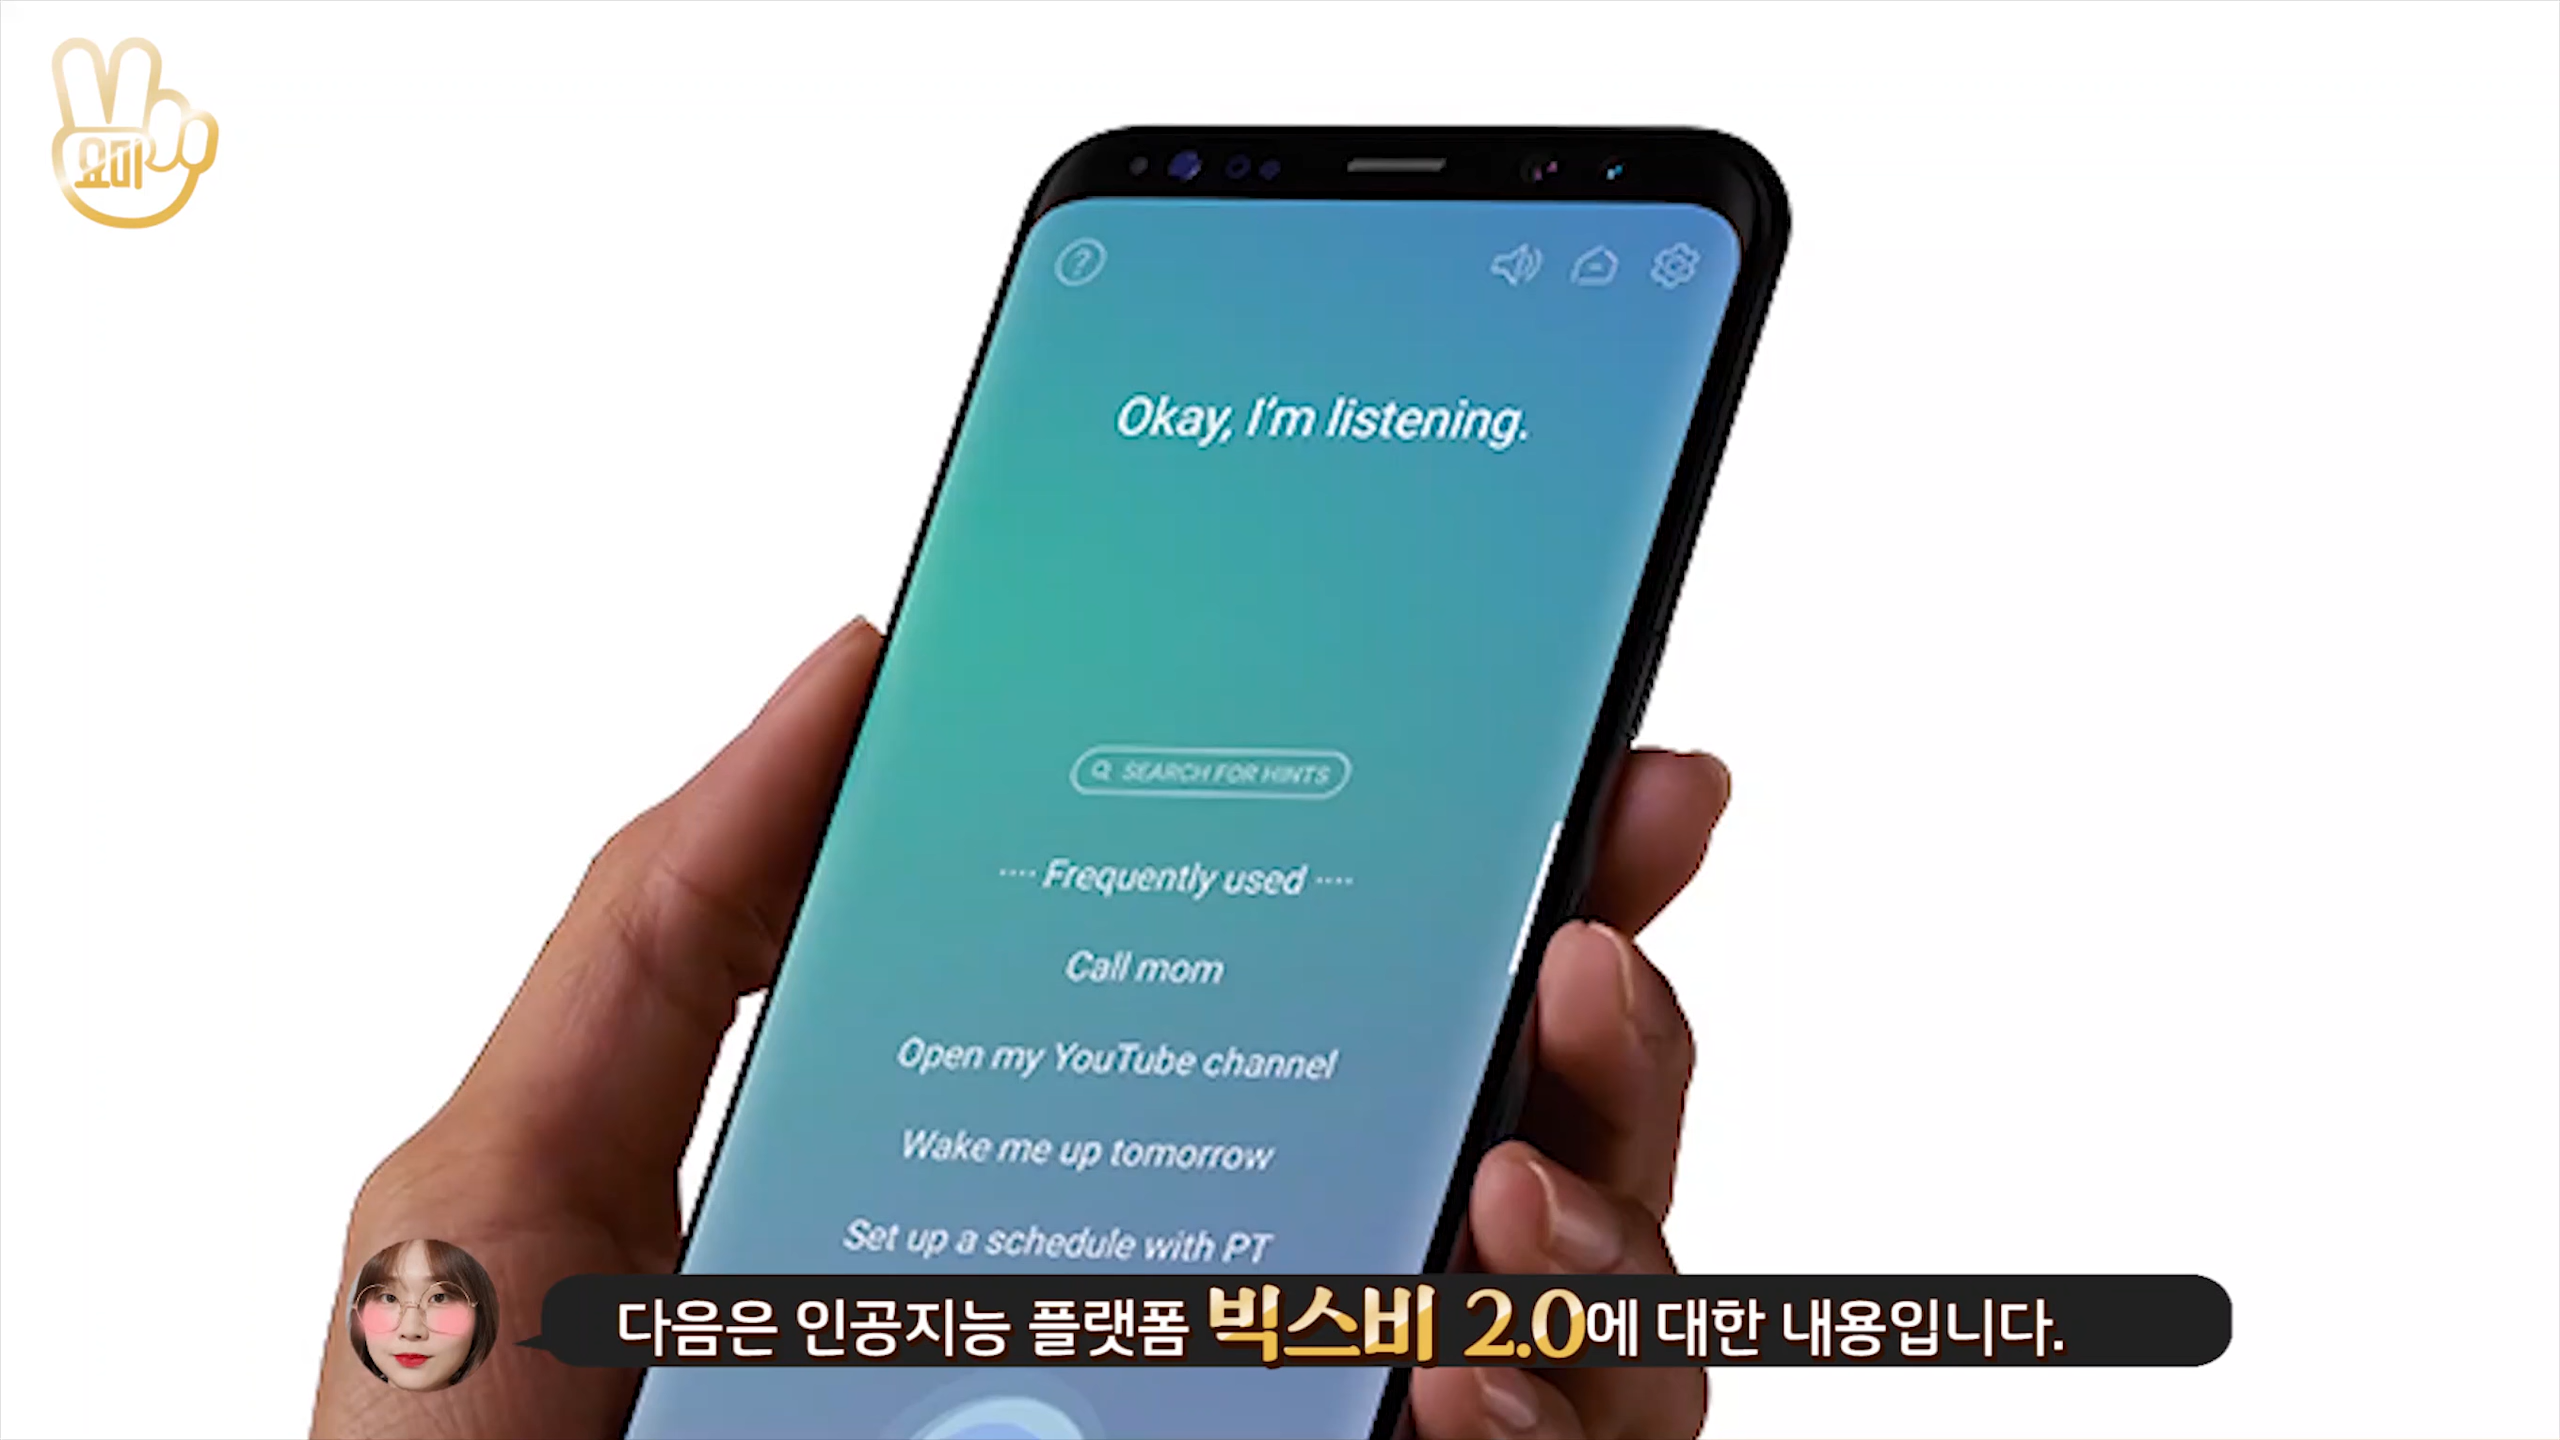 요미
Okay, I'm listening.
SEARCH FOR HINTS
Frequently used
Call mom
Open my YouTube channel
Wake me up tomorrow
Set up a schedule with PT
다음은 인공지능 플랫폼 빅스비 2.0에 대한 내용입니다.